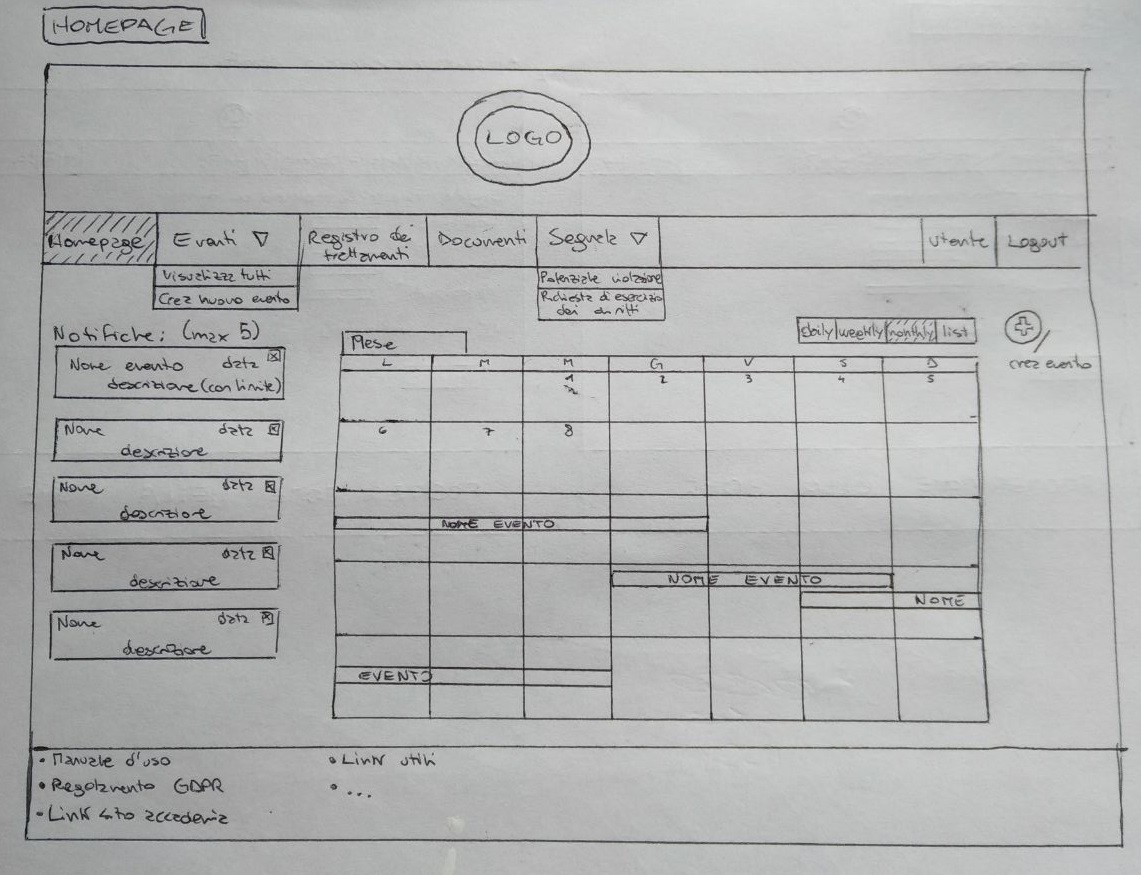 HOMEPAGE
LOGO
Homepage
Eventi
Registro dei
trattamenti
Documenti
Segnala
Utente
Logout
Visualizza tutti
Crea nuovo evento
Potenziale violazione
Richiesta di esercizio
dei diritti
Notifiche: (max 5)
Nome evento data
descrizione (con limite)
Nome data
descrizione
Nome data
descrizione
Nome data
descrizione
Nome data
descrizione
Mese
daily weekly monthly list
crea evento
L M M G V S D
1 2 3 4 5
6 7 8
NOME EVENTO
NOME EVENTO
NOME
EVENTO
• Manuale d'uso
• Regolamento GDPR
• Link sito accademia
• Link utili
• ...